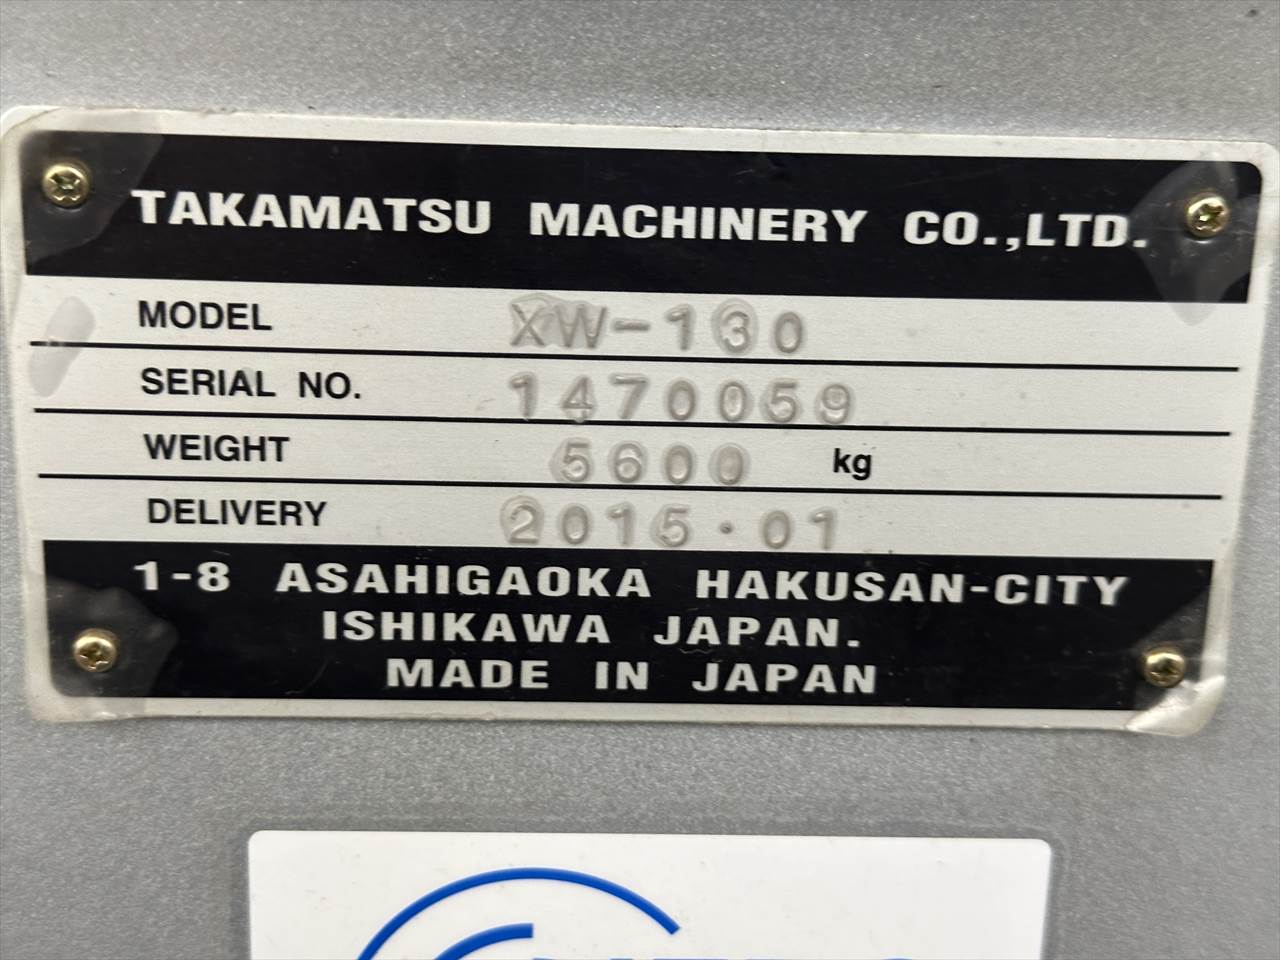 TAKAMATSU MACHINERY CO.,LTD.
MODEL XW-130
SERIAL NO. 1470059
WEIGHT 5600 kg
DELIVERY 2015.01
1-8 ASAHIGAOKA HAKUSAN-CITY
ISHIKAWA JAPAN.
MADE IN JAPAN